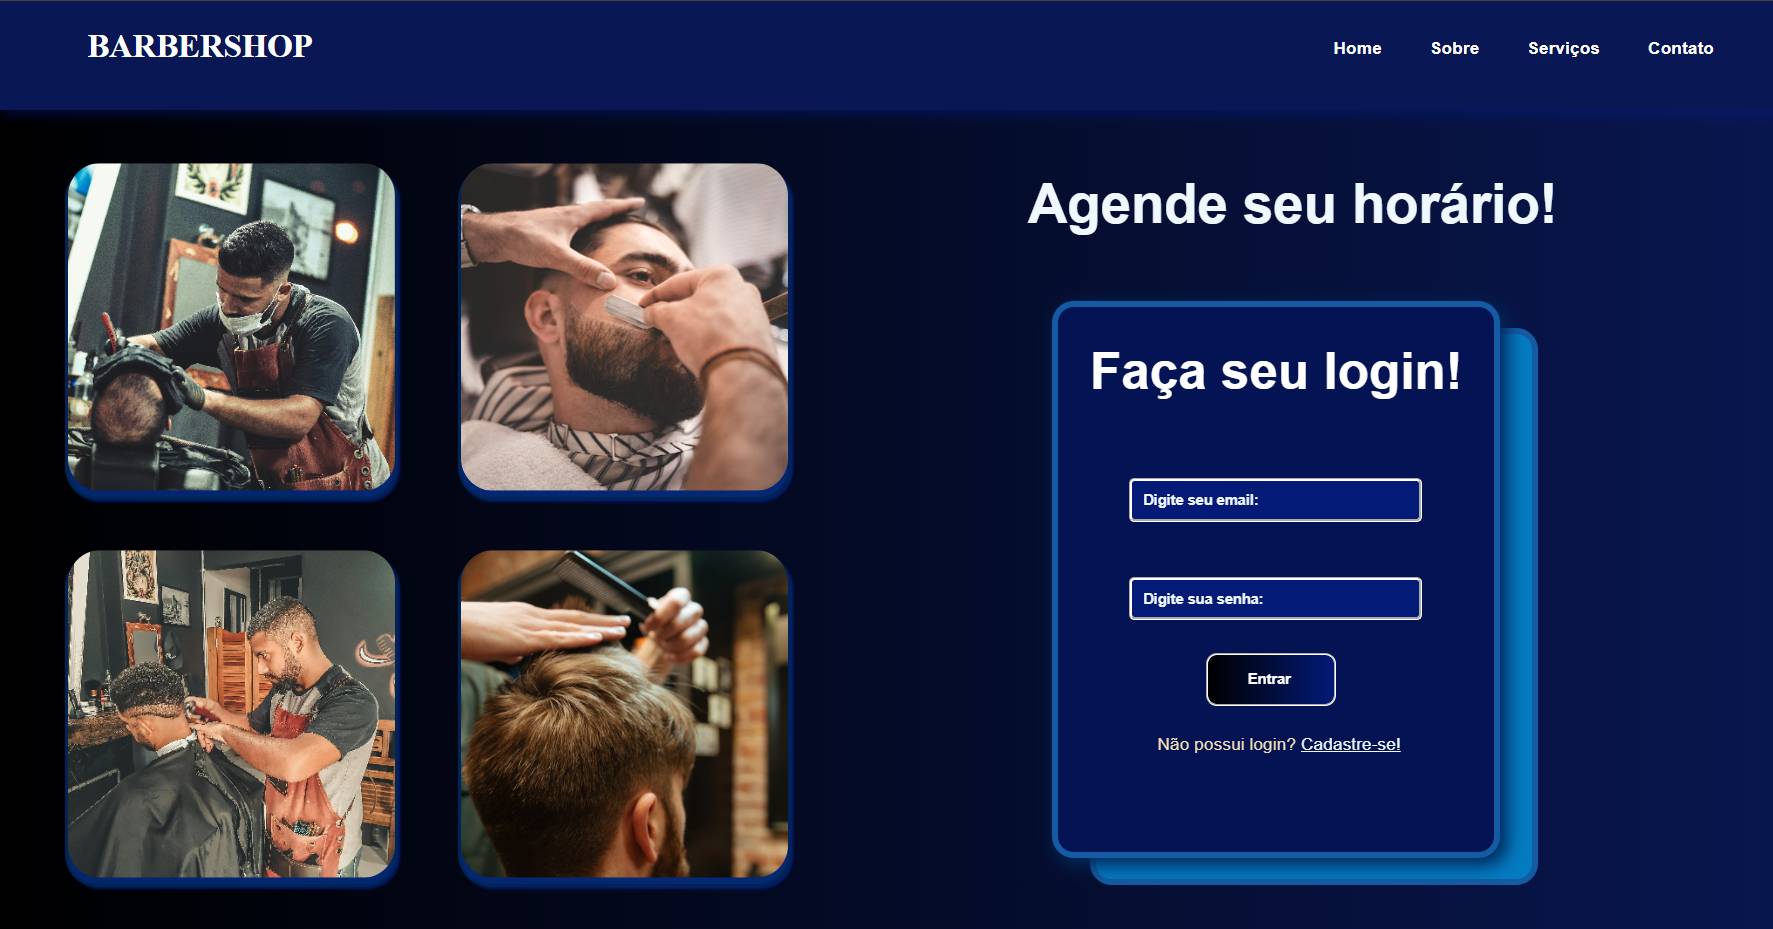 BARBERSHOP
Home Sobre Serviços Contato
Agende seu horário!
Faça seu login!
Digite seu email:
Digite sua senha:
Entrar
Não possui login? Cadastre-se!